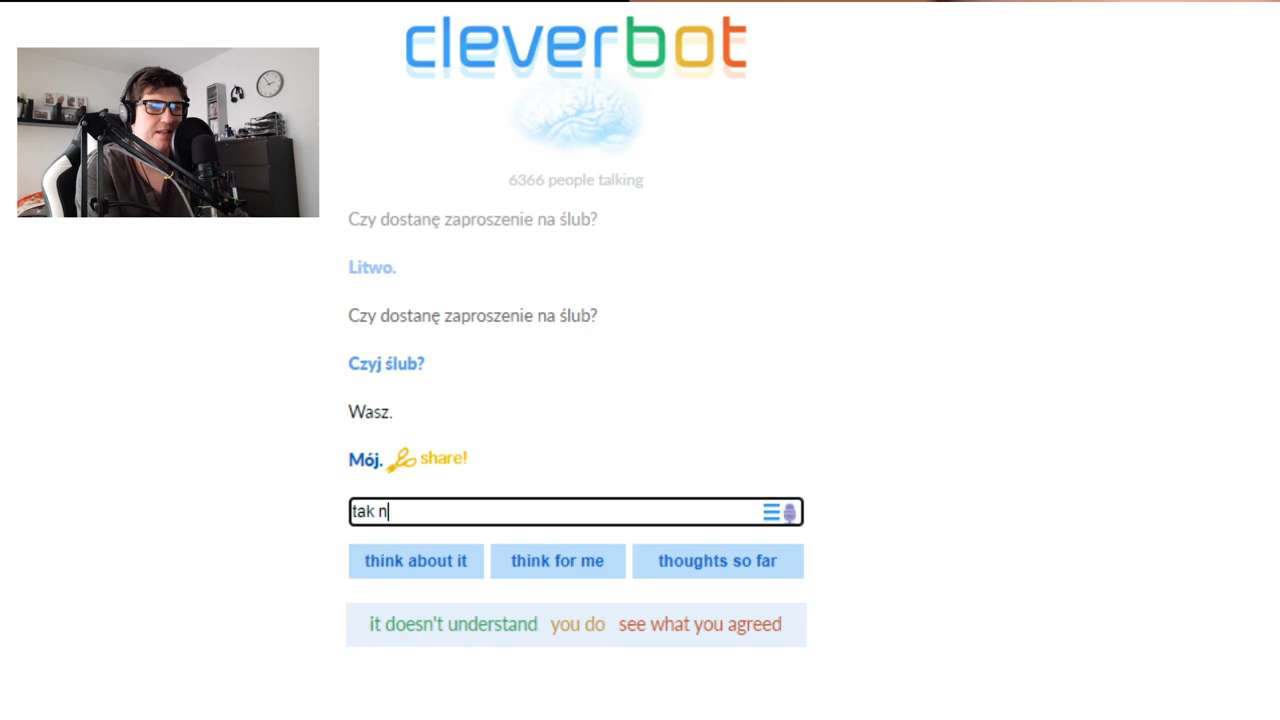 cleverbot
6366 people talking
Czy dostanę zaproszenie na ślub?
Litwo.
Czy dostanę zaproszenie na ślub?
Czyj ślub?
Wasz.
Mój. share!
tak n
think about it think for me thoughts so far
it doesn't understand you do see what you agreed